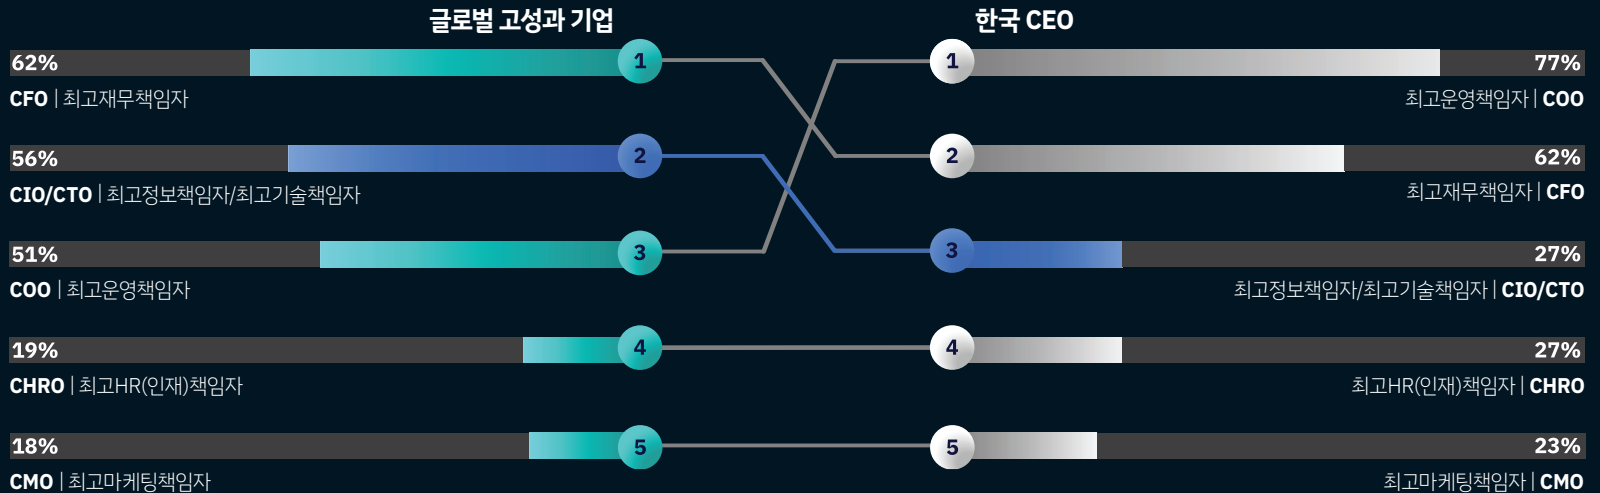 글로벌 고성과 기업
62%
1
CFO | 최고재무책임자
56%
2
CIO/CTO | 최고정보책임자/최고기술책임자
51%
3
COO | 최고운영책임자
19%
4
CHRO | 최고HR(인재)책임자
18%
5
CMO | 최고마케팅책임자
한국 CEO
1
77%
최고운영책임자 | COO
2
62%
최고재무책임자 | CFO
3
27%
최고정보책임자/최고기술책임자 | CIO/CTO
4
27%
최고HR(인재)책임자 | CHRO
5
23%
최고마케팅책임자 | CMO